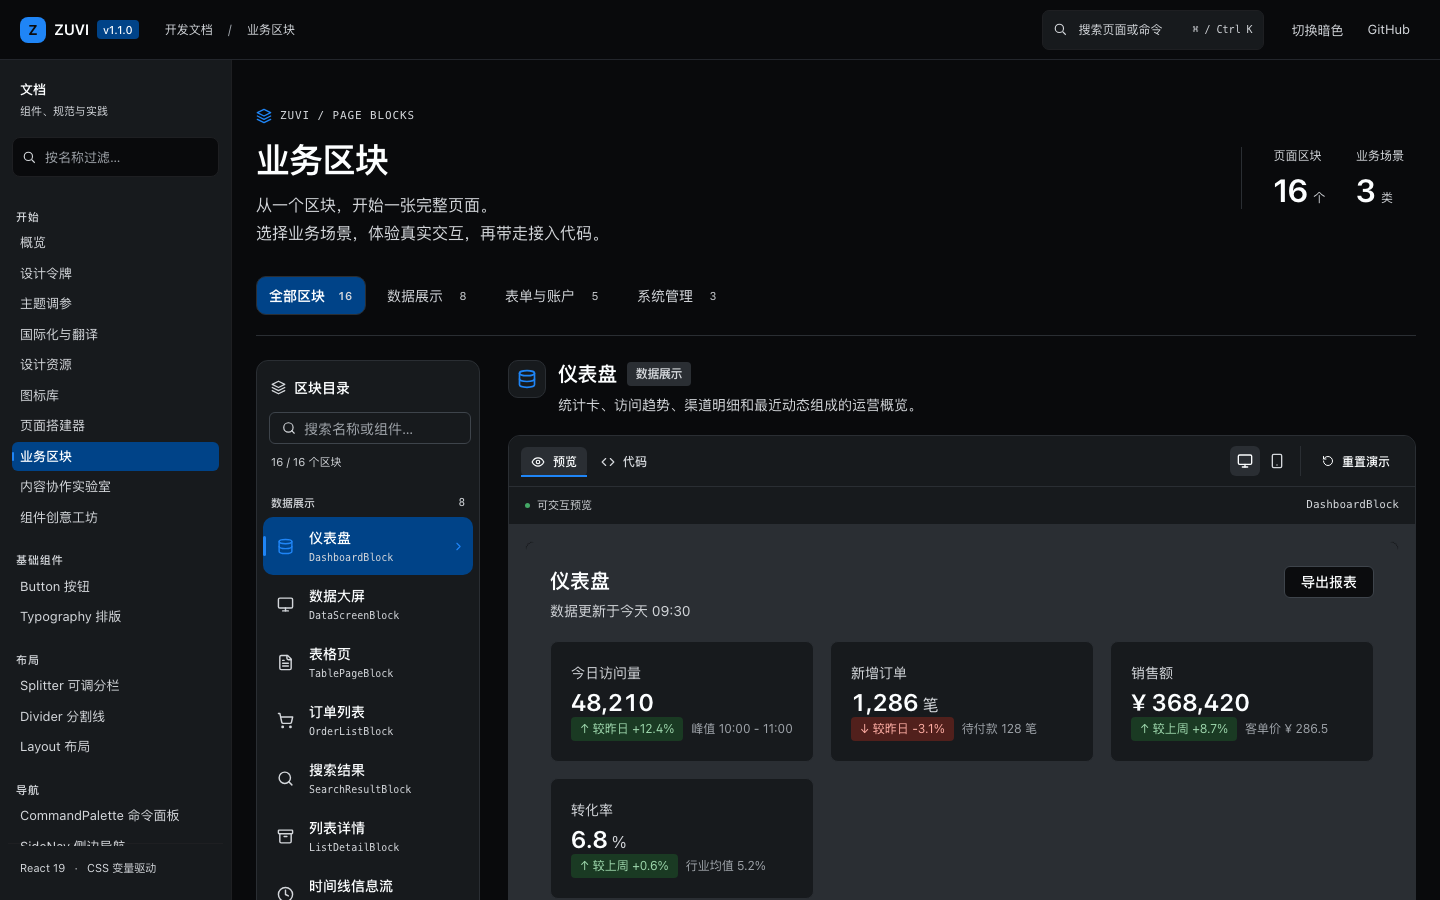 Z ZUVI v1.1.0 开发文档 / 业务区块 搜索页面或命令 ⌘ / Ctrl K 切换暗色 GitHub
文档
组件、规范与实践
按名称过滤...
开始
概览
设计令牌
主题调参
国际化与翻译
设计资源
图标库
页面搭建器
业务区块
内容协作实验室
组件创意工坊
基础组件
Button 按钮
Typography 排版
布局
Splitter 可调分栏
Divider 分割线
Layout 布局
导航
CommandPalette 命令面板
SideNav 侧边导航
React 19 · CSS 变量驱动
ZUVI / PAGE BLOCKS
业务区块
从一个区块，开始一张完整页面。
选择业务场景，体验真实交互，再带走接入代码。
页面区块
16 个
业务场景
3 类
全部区块 16 数据展示 8 表单与账户 5 系统管理 3
区块目录
搜索名称或组件...
16 / 16 个区块
数据展示 8
仪表盘
DashboardBlock
数据大屏
DataScreenBlock
表格页
TablePageBlock
订单列表
OrderListBlock
搜索结果
SearchResultBlock
列表详情
ListDetailBlock
时间线信息流
仪表盘 数据展示
统计卡、访问趋势、渠道明细和最近动态组成的运营概览。
预览 代码 重置演示
可交互预览 DashboardBlock
仪表盘
数据更新于今天 09:30
导出报表
今日访问量
48,210
↑ 较昨日 +12.4% 峰值 10:00 - 11:00
新增订单
1,286 笔
↓ 较昨日 -3.1% 待付款 128 笔
销售额
¥ 368,420
↑ 较上周 +8.7% 客单价 ¥ 286.5
转化率
6.8 %
↑ 较上周 +0.6% 行业均值 5.2%